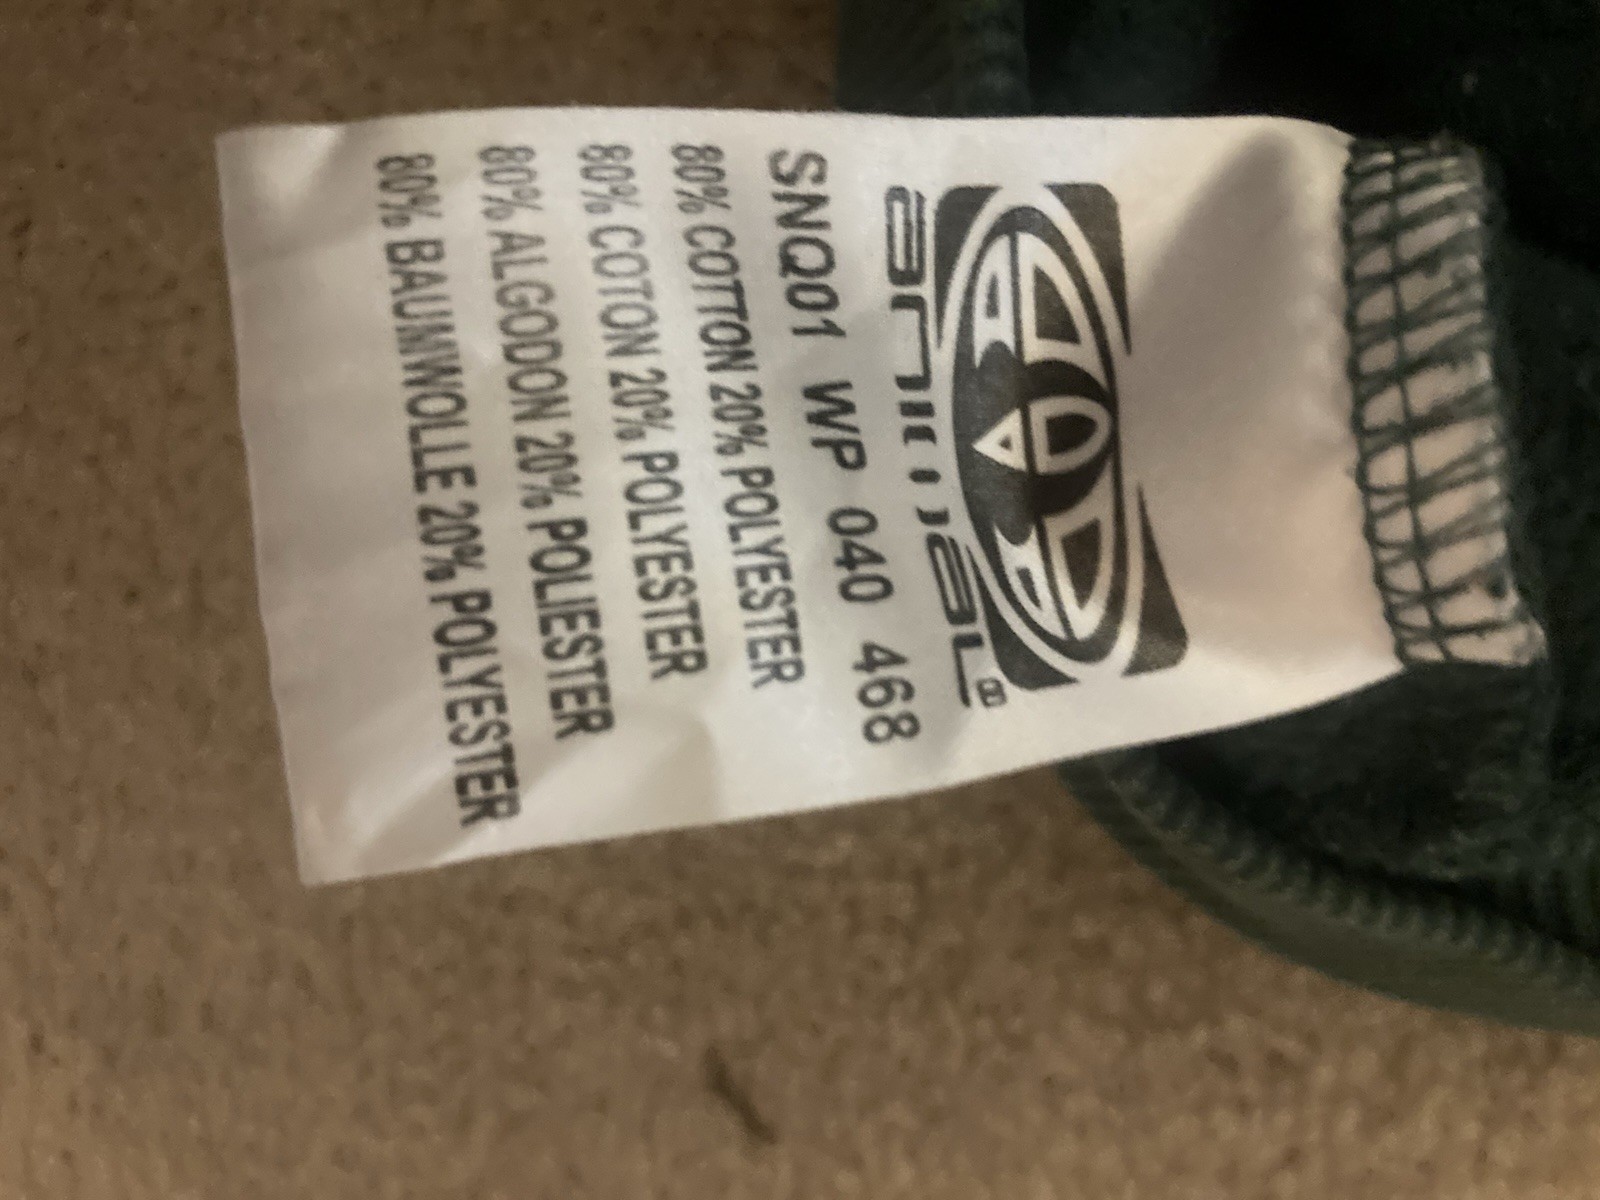 animal®
SNQ01 WP 040 468
80% COTTON 20% POLYESTER
80% COTON 20% POLYESTER
80% ALGODON 20% POLIESTER
80% BAUMWOLLE 20% POLYESTER